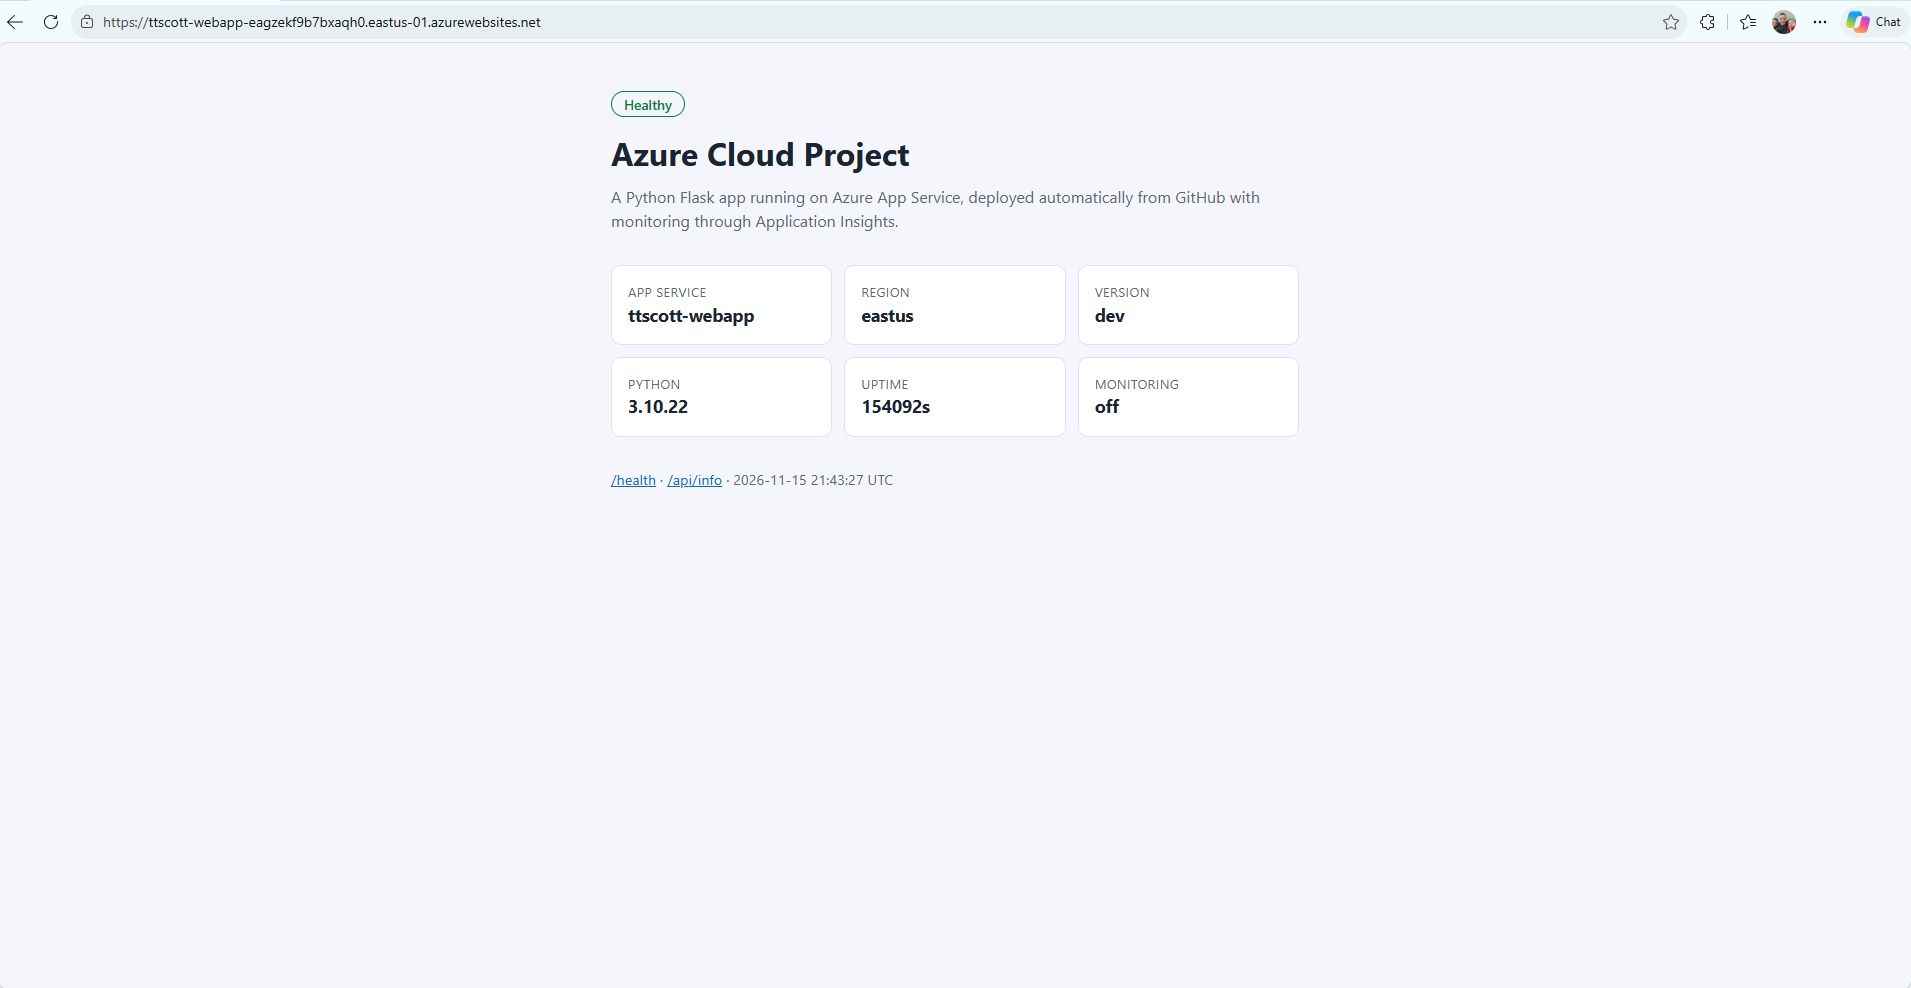 https://ttscott-webapp-eagzekf9b7bxaqh0.eastus-01.azurewebsites.net
Chat
Healthy
Azure Cloud Project
A Python Flask app running on Azure App Service, deployed automatically from GitHub with
monitoring through Application Insights.
APP SERVICE
ttscott-webapp
REGION
eastus
VERSION
dev
PYTHON
3.10.22
UPTIME
154092s
MONITORING
off
/health · /api/info · 2026-11-15 21:43:27 UTC